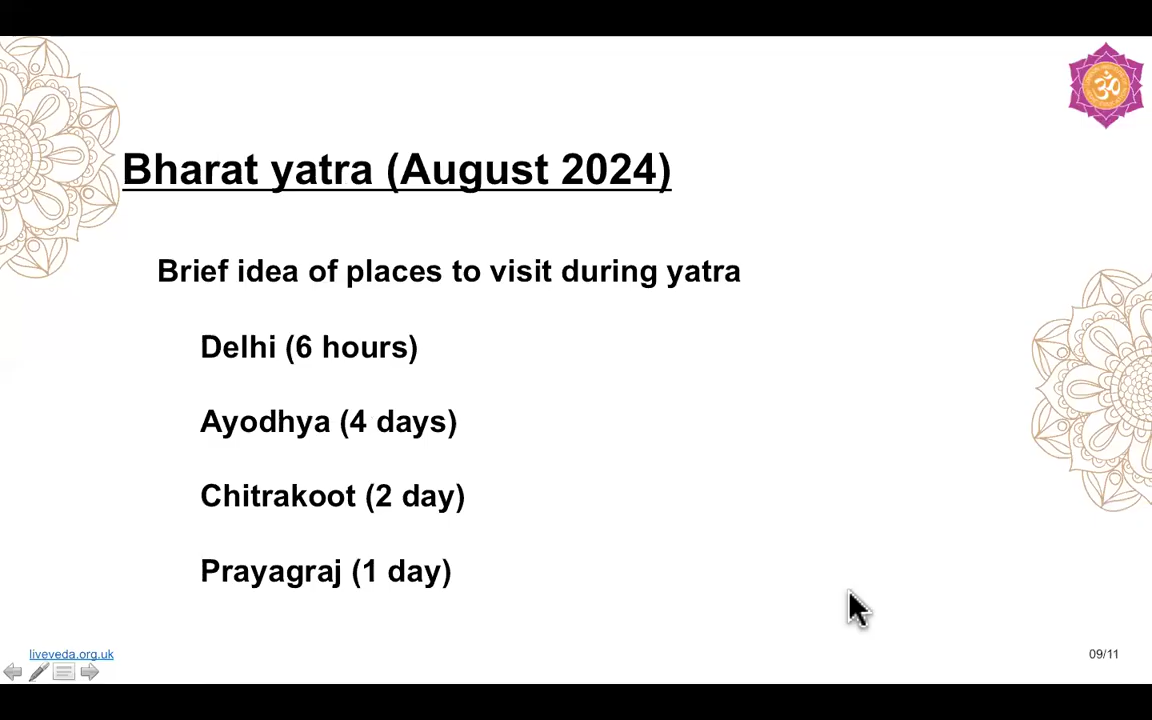 Bharat yatra (August 2024)
Brief idea of places to visit during yatra
Delhi (6 hours)
Ayodhya (4 days)
Chitrakoot (2 day)
Prayagraj (1 day)
liveveda.org.uk
09/11
ॐ